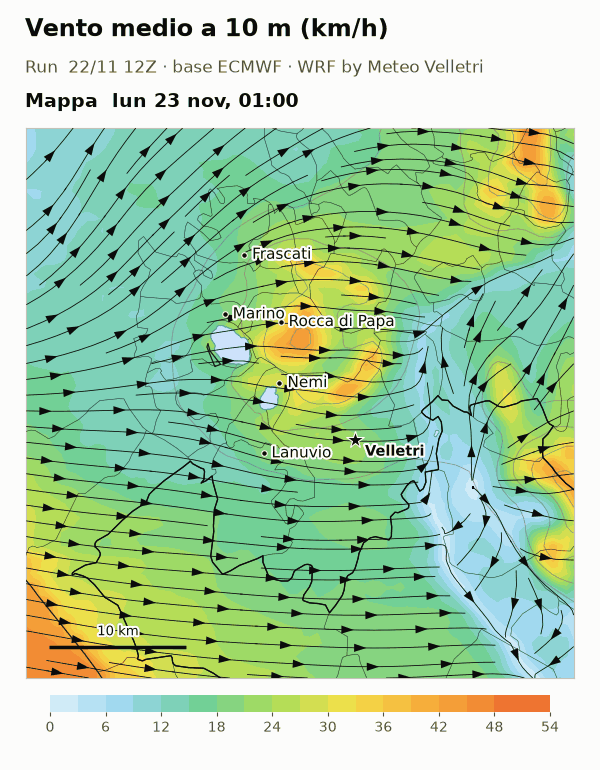 Vento medio a 10 m (km/h)
Run  22/11 12Z · base ECMWF · WRF by Meteo Velletri
Mappa  lun 23 nov, 01:00
Frascati
Marino
Rocca di Papa
Nemi
Velletri
Lanuvio
10 km
0 6 12 18 24 30 36 42 48 54